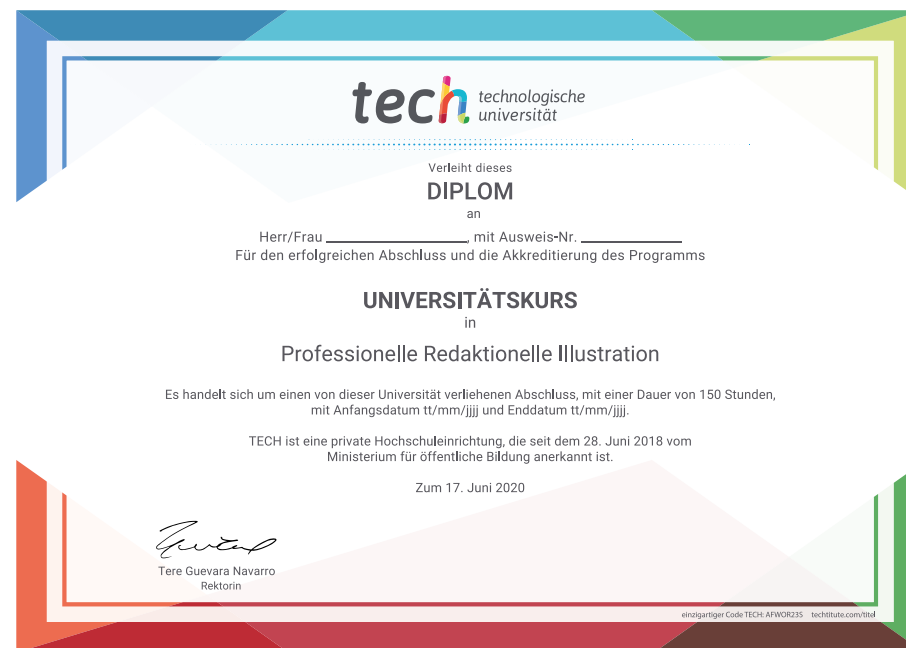 tech technologische
universität
Verleiht dieses
DIPLOM
an
Herr/Frau ____________, mit Ausweis-Nr. ____________
Für den erfolgreichen Abschluss und die Akkreditierung des Programms
UNIVERSITÄTSKURS
in
Professionelle Redaktionelle Illustration
Es handelt sich um einen von dieser Universität verliehenen Abschluss, mit einer Dauer von 150 Stunden,
mit Anfangsdatum tt/mm/jjjj und Enddatum tt/mm/jjjj.
TECH ist eine private Hochschuleinrichtung, die seit dem 28. Juni 2018 vom
Ministerium für öffentliche Bildung anerkannt ist.
Zum 17. Juni 2020
Tere Guevara Navarro
Rektorin
einzigartiger Code TECH: AFWOR23S techtitute.com/titel